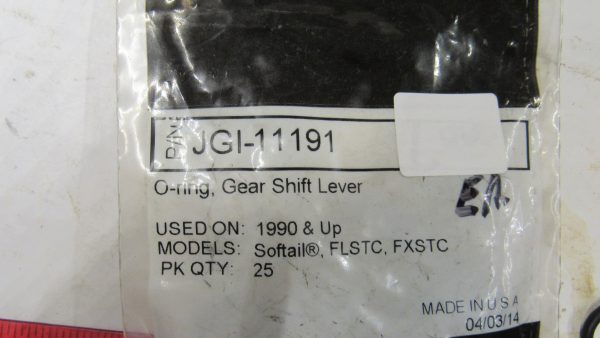 P/N: JGI-11191
O-ring, Gear Shift Lever
EA.
USED ON: 1990 & Up
MODELS: Softail®, FLSTC, FXSTC
PK QTY: 25
MADE IN U S A
04/03/14